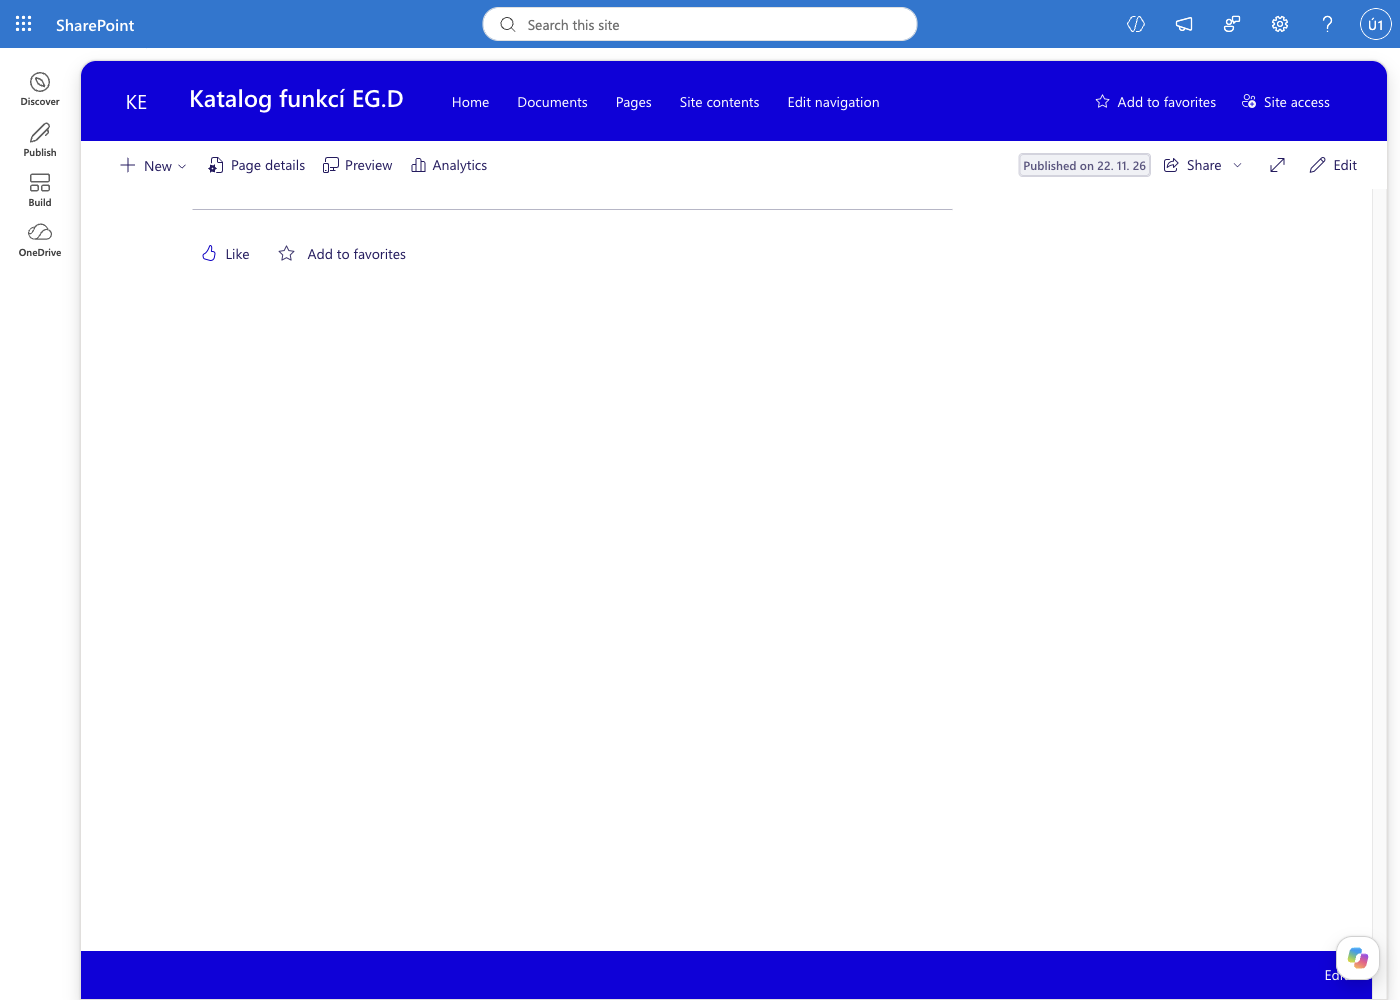 SharePoint
Search this site
Ú1
Discover
Publish
Build
OneDrive
KE
Katalog funkcí EG.D
Home
Documents
Pages
Site contents
Edit navigation
Add to favorites
Site access
New
Page details
Preview
Analytics
Published on 22. 11. 26
Share
Edit
Like
Add to favorites